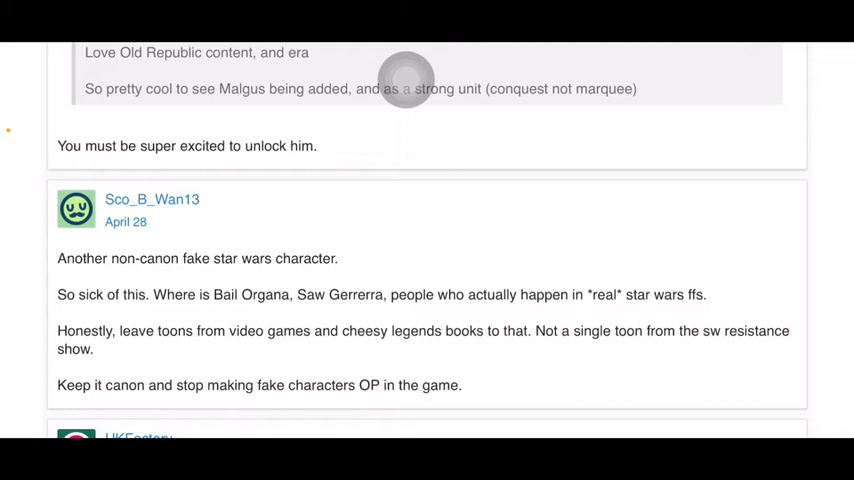 Love Old Republic content, and era
So pretty cool to see Malgus being added, and as a strong unit (conquest not marquee)
You must be super excited to unlock him.
Sco_B_Wan13
April 28
Another non-canon fake star wars character.
So sick of this. Where is Bail Organa, Saw Gerrerra, people who actually happen in *real* star wars ffs.
Honestly, leave toons from video games and cheesy legends books to that. Not a single toon from the sw resistance
show.
Keep it canon and stop making fake characters OP in the game.